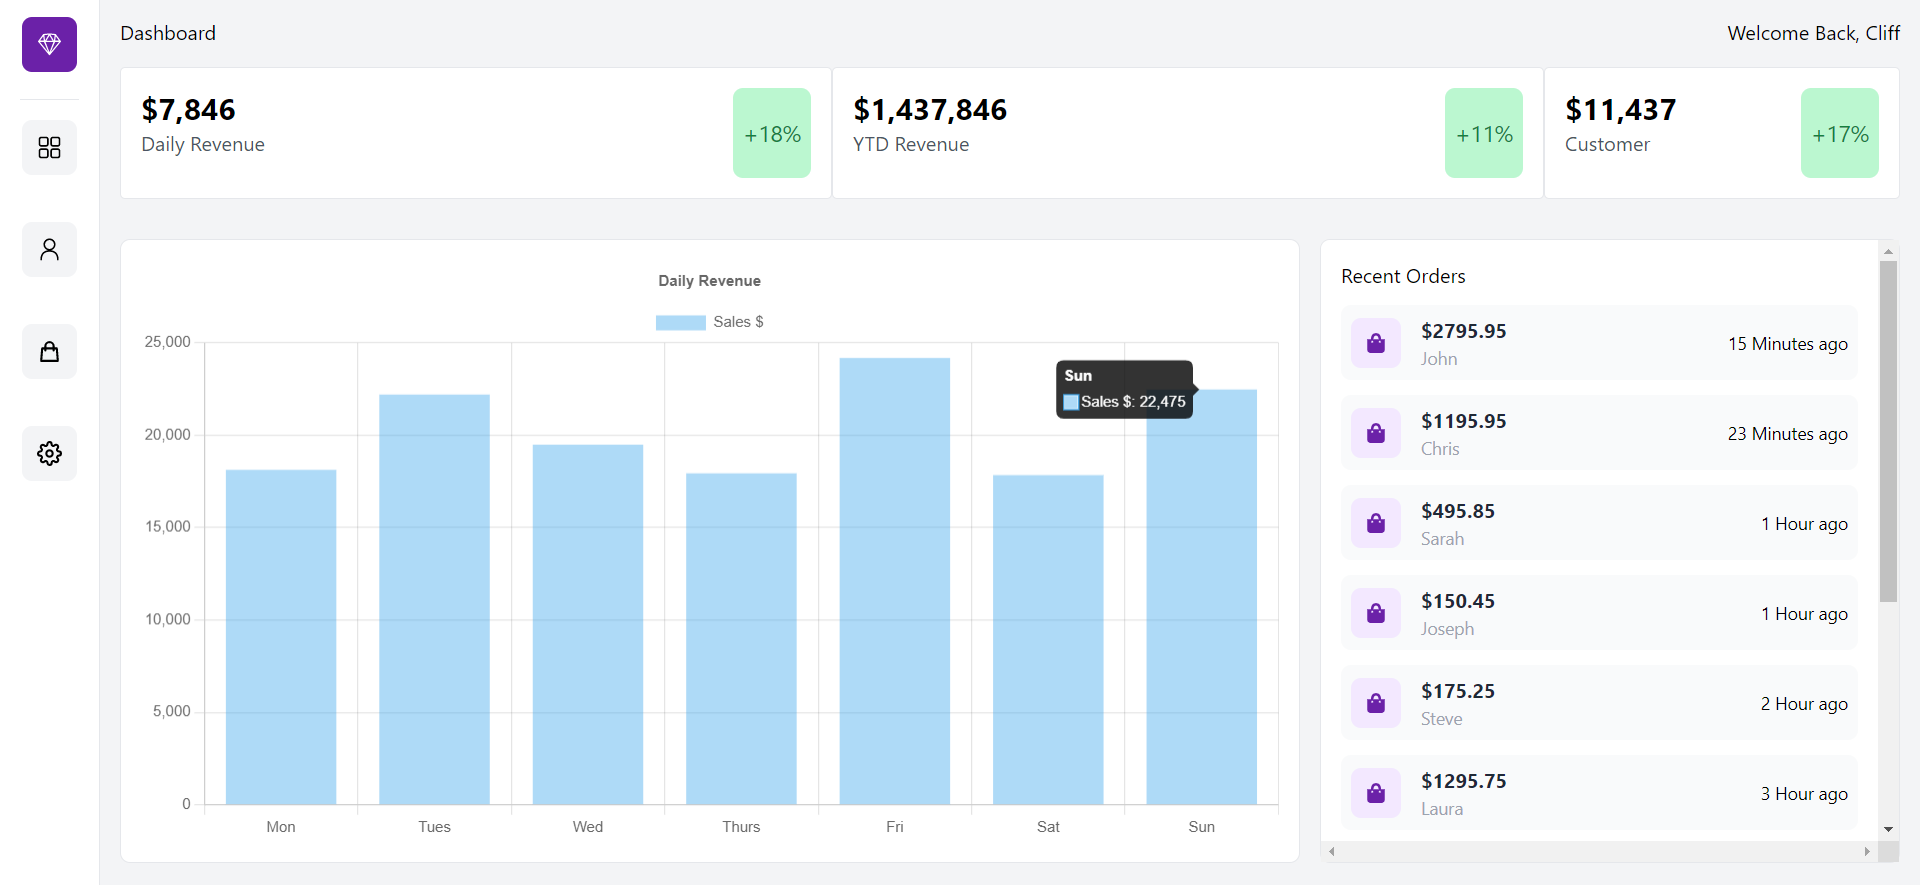 Dashboard
Welcome Back, Cliff
$7,846
Daily Revenue
+18%
$1,437,846
YTD Revenue
+11%
$11,437
Customer
+17%
Daily Revenue
Sales $
25,000
20,000
15,000
10,000
5,000
0
Sun
Sales $: 22,475
Mon
Tues
Wed
Thurs
Fri
Sat
Sun
Recent Orders
$2795.95
John
15 Minutes ago
$1195.95
Chris
23 Minutes ago
$495.85
Sarah
1 Hour ago
$150.45
Joseph
1 Hour ago
$175.25
Steve
2 Hour ago
$1295.75
Laura
3 Hour ago